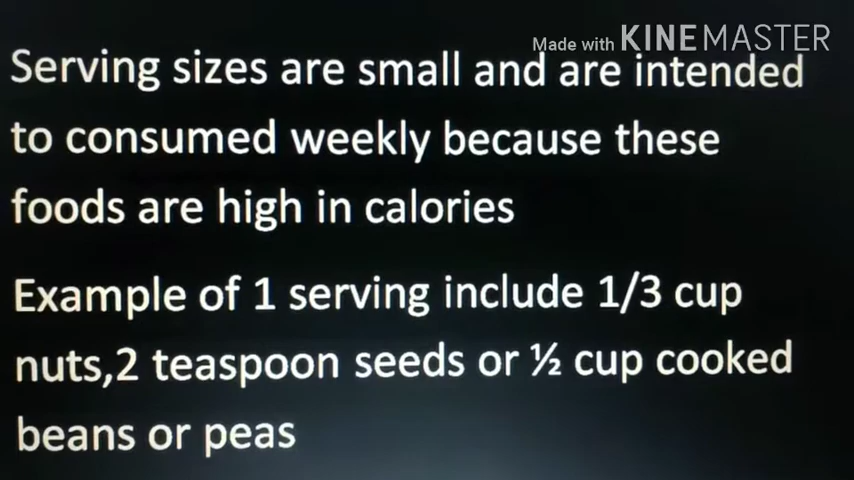 Made with KINEMASTER
Serving sizes are small and are intended
to consumed weekly because these
foods are high in calories
Example of 1 serving include 1/3 cup
nuts,2 teaspoon seeds or ½ cup cooked
beans or peas